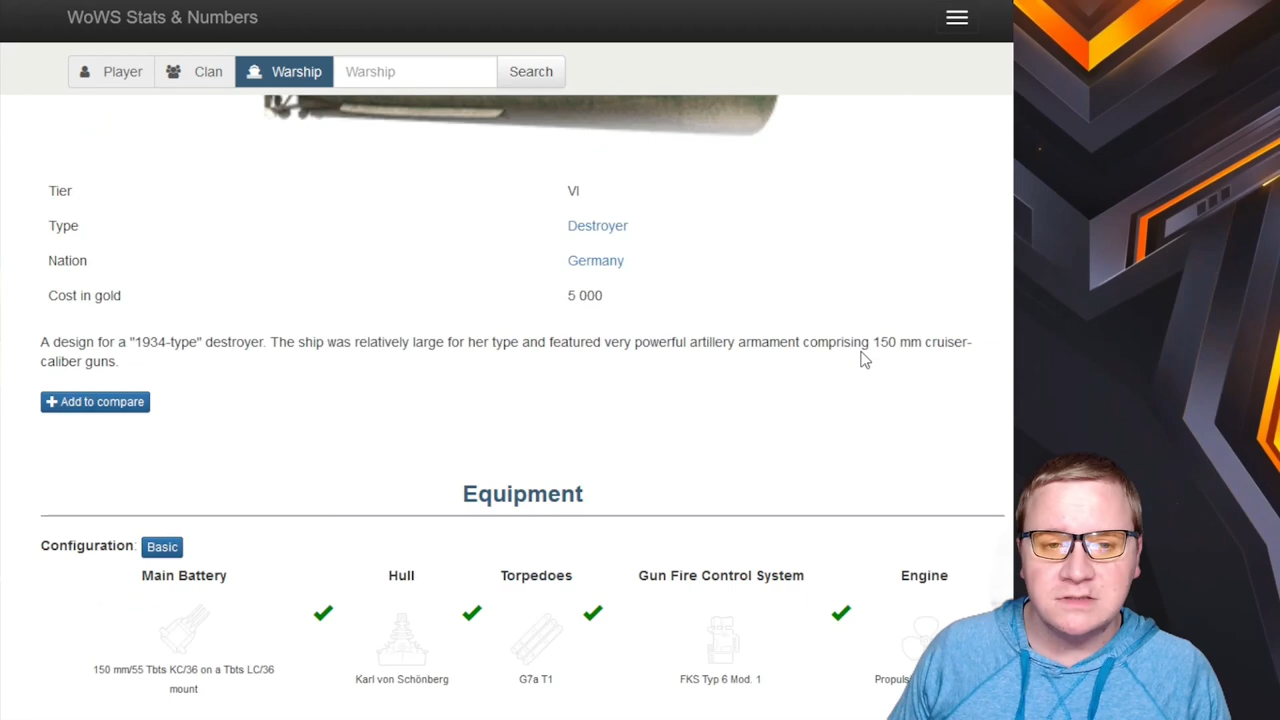 WoWS Stats & Numbers
Player Clan Warship Warship Search
Tier VI
Type Destroyer
Nation Germany
Cost in gold 5 000
A design for a "1934-type" destroyer. The ship was relatively large for her type and featured very powerful artillery armament comprising 150 mm cruiser-
caliber guns.
Add to compare
Equipment
Configuration: Basic
Main Battery Hull Torpedoes Gun Fire Control System Engine
150 mm/55 Tbts KC/36 on a Tbts LC/36
mount
Karl von Schönberg G7a T1 FKS Typ 6 Mod. 1